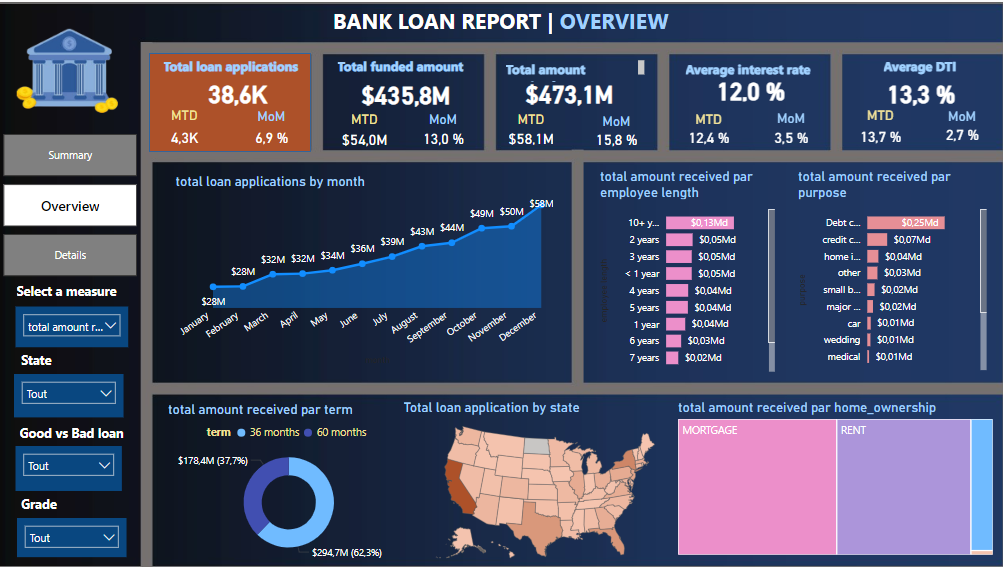 BANK LOAN REPORT | OVERVIEW
Total loan applications
38,6K
MTD
MoM
4,3K
6,9 %
Total funded amount
$435,8M
MTD
MoM
$54,0M
13,0 %
Total amount
$473,1M
MTD
MoM
$58,1M
15,8 %
Average interest rate
12,0 %
MTD
MoM
12,4 %
3,5 %
Average DTI
13,3 %
MTD
MoM
13,7 %
2,7 %
Summary
Overview
Details
Select a measure
total amount r...
State
Tout
Good vs Bad loan
Tout
Grade
Tout
total loan applications by month
$28M
$28M
$32M
$32M
$34M
$36M
$39M
$43M
$44M
$49M
$50M
$58M
January
February
March
April
May
June
July
August
September
October
November
December
total amount received par
employee length
10+ y... $0,13Md
2 years $0,05Md
3 years $0,05Md
< 1 year $0,05Md
4 years $0,04Md
5 years $0,04Md
1 year $0,04Md
6 years $0,03Md
7 years $0,02Md
total amount received par
purpose
Debt c... $0,25Md
credit c... $0,07Md
home i... $0,04Md
other $0,03Md
small b... $0,02Md
major ... $0,02Md
car $0,01Md
wedding $0,01Md
medical $0,01Md
total amount received par term
term 36 months 60 months
$178,4M (37,7%)
$294,7M (62,3%)
Total loan application by state
total amount received par home_ownership
MORTGAGE
RENT